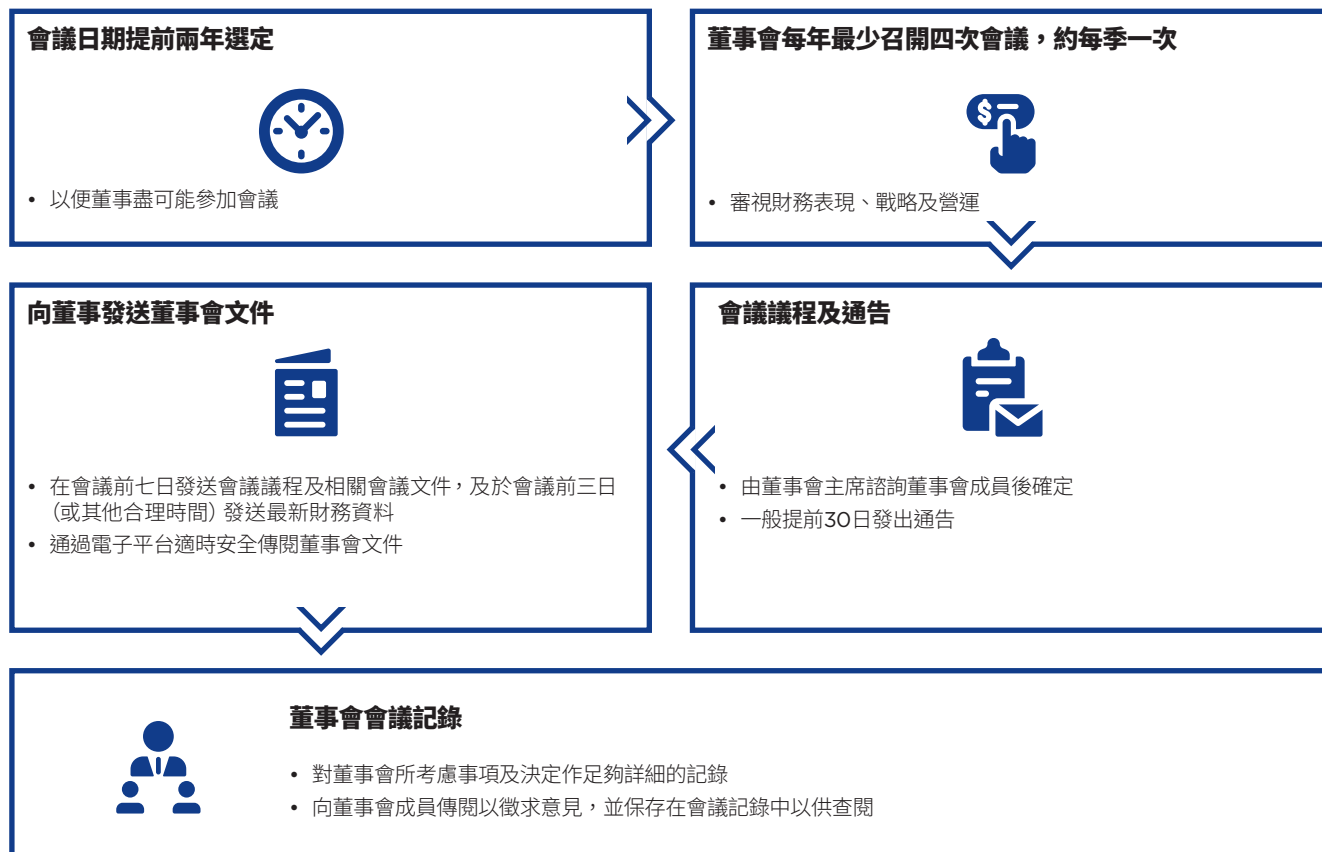 會議日期提前兩年選定
• 以便董事盡可能參加會議
董事會每年最少召開四次會議，約每季一次
$
• 審視財務表現、戰略及營運
會議議程及通告
• 由董事會主席諮詢董事會成員後確定
• 一般提前30日發出通告
向董事發送董事會文件
• 在會議前七日發送會議議程及相關會議文件，及於會議前三日
（或其他合理時間）發送最新財務資料
• 通過電子平台適時安全傳閱董事會文件
董事會會議記錄
• 對董事會所考慮事項及決定作足夠詳細的記錄
• 向董事會成員傳閱以徵求意見，並保存在會議記錄中以供查閱